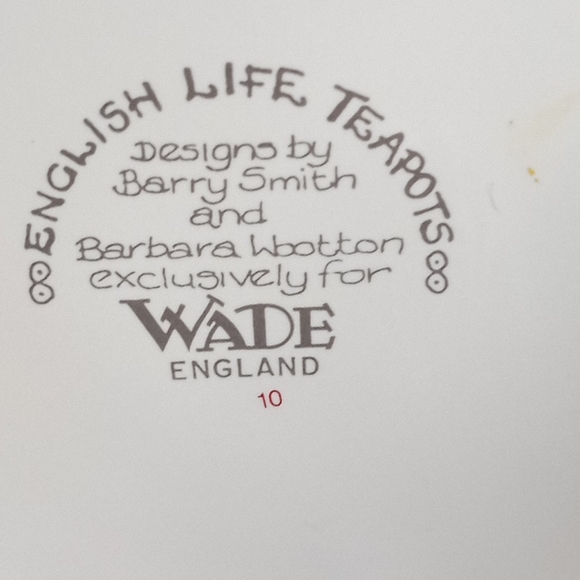 ENGLISH LIFE TEAPOTS
Designs by
Barry Smith
and
Barbara Wootton
exclusively for
WADE
ENGLAND
10